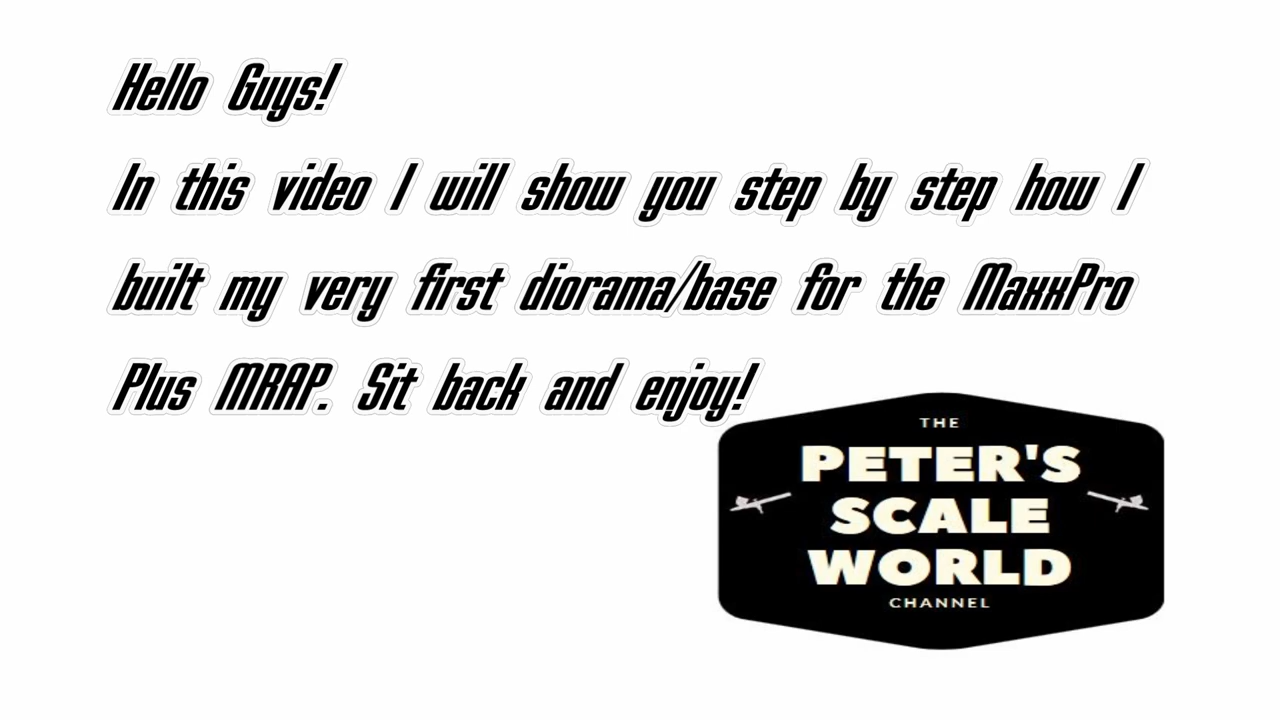 Hello Guys!
In this video I will show you step by step how I
built my very first diorama/base for the MaxxPro
Plus MRAP. Sit back and enjoy!
THE
PETER'S
SCALE
WORLD
CHANNEL